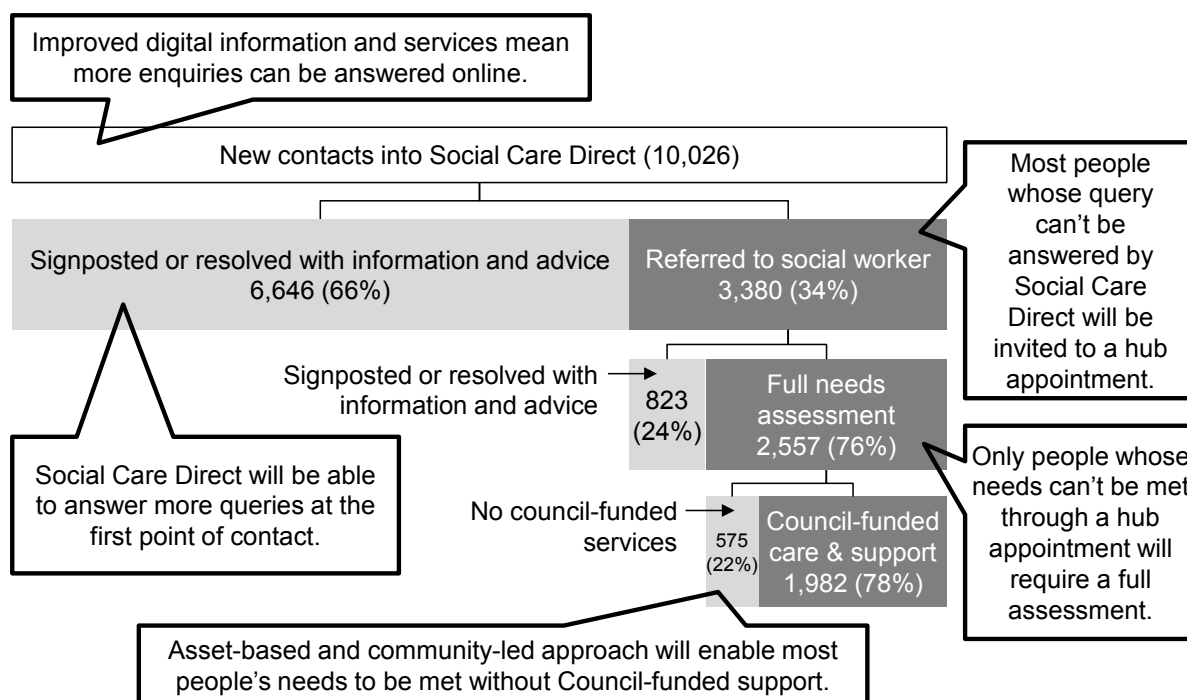 Improved digital information and services mean
more enquiries can be answered online.
New contacts into Social Care Direct (10,026)
Most people
whose query
can’t be
answered by
Social Care
Direct will be
invited to a hub
appointment.
Signposted or resolved with information and advice
6,646 (66%)
Referred to social worker
3,380 (34%)
Signposted or resolved with
information and advice
823
(24%)
Full needs
assessment
2,557 (76%)
Social Care Direct will be able
to answer more queries at the
first point of contact.
Only people whose
needs can’t be met
through a hub
appointment will
require a full
assessment.
No council-funded
services
575
(22%)
Council-funded
care & support
1,982 (78%)
Asset-based and community-led approach will enable most
people’s needs to be met without Council-funded support.